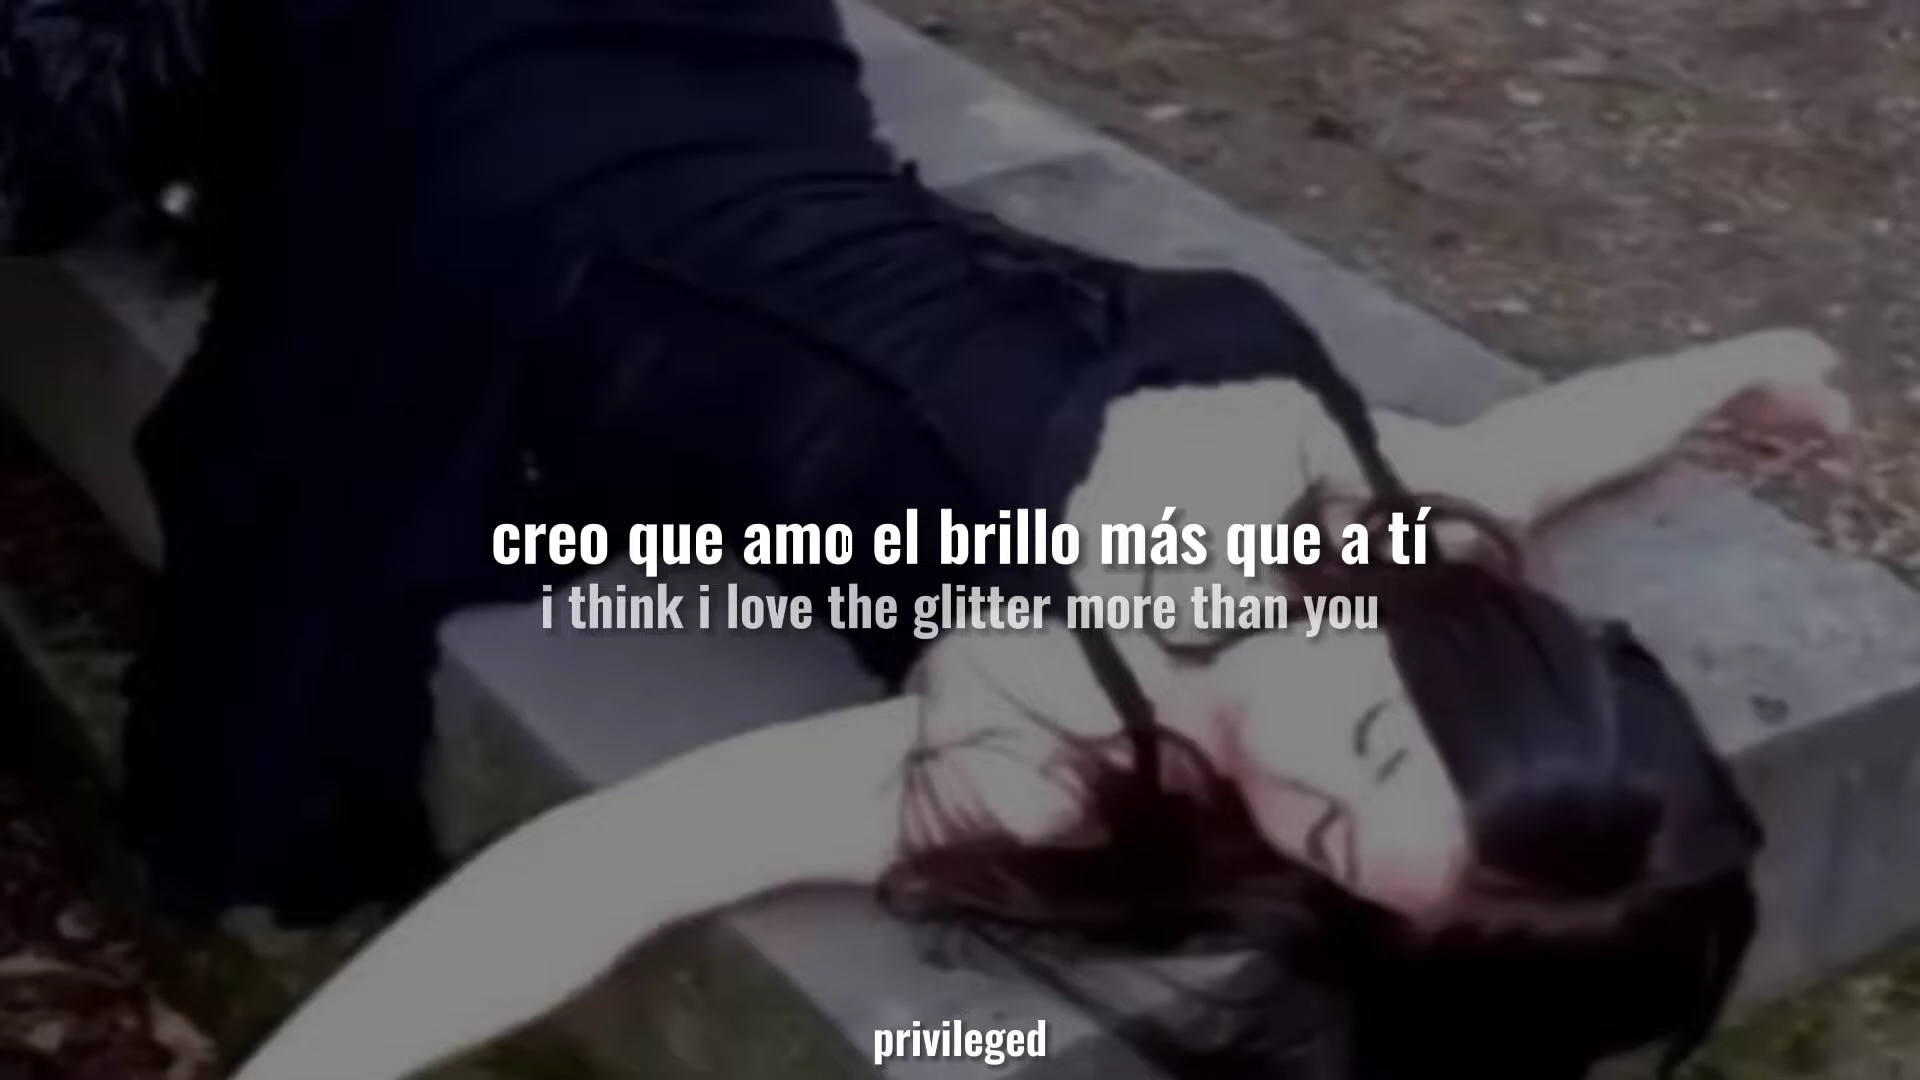 creo que amo el brillo más que a tí
i think i love the glitter more than you
privileged